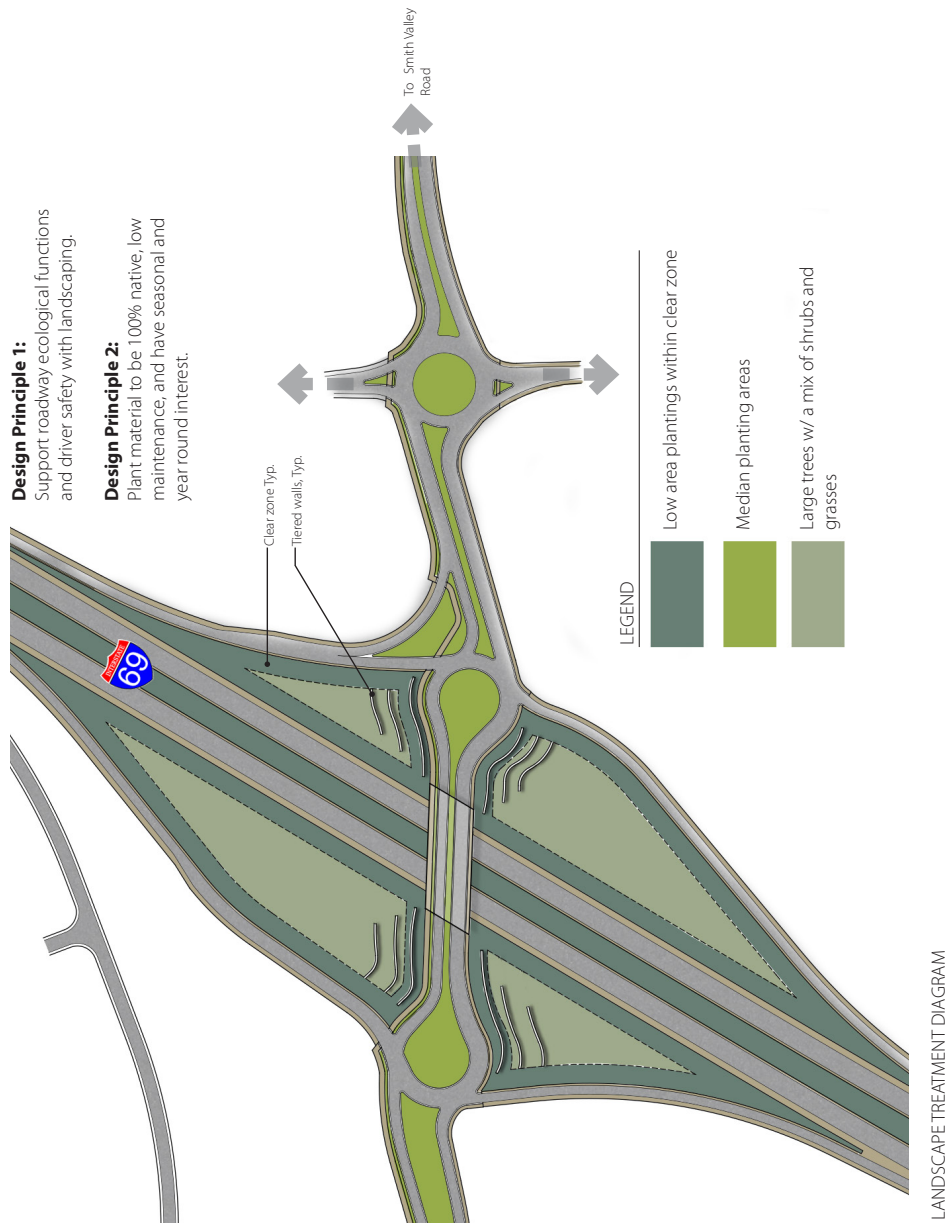 Design Principle 1:
Support roadway ecological functions
and driver safety with landscaping.
Design Principle 2:
Plant material to be 100% native, low
maintenance, and have seasonal and
year round interest.
To Smith Valley
Road
Clear zone Typ.
Tiered walls, Typ.
INTERSTATE
69
LEGEND
Low area plantings within clear zone
Median planting areas
Large trees w/ a mix of shrubs and
grasses
LANDSCAPE TREATMENT DIAGRAM